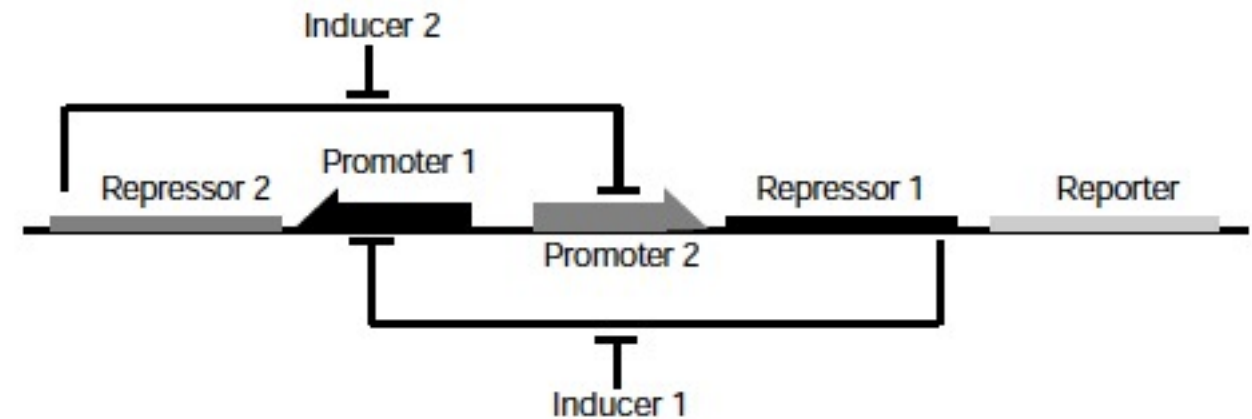 Inducer 2
Promoter 1
Repressor 2
Repressor 1
Reporter
Promoter 2
Inducer 1